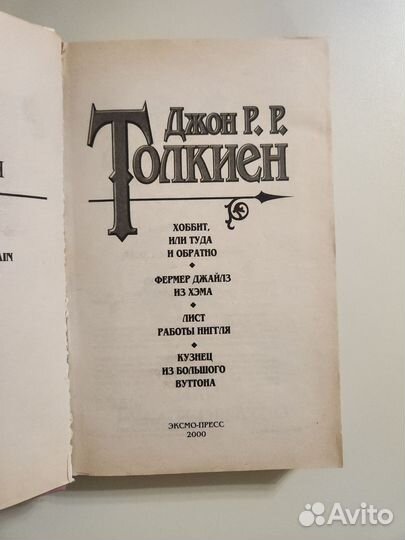 Джон Р. Р.
Толкиен
ХОББИТ,
ИЛИ ТУДА
И ОБРАТНО
ФЕРМЕР ДЖАЙЛЗ
ИЗ ХЭМА
ЛИСТ
РАБОТЫ НИГГЛЯ
КУЗНЕЦ
ИЗ БОЛЬШОГО
ВУТТОНА
ЭКСМО-ПРЕСС
2000
Avito